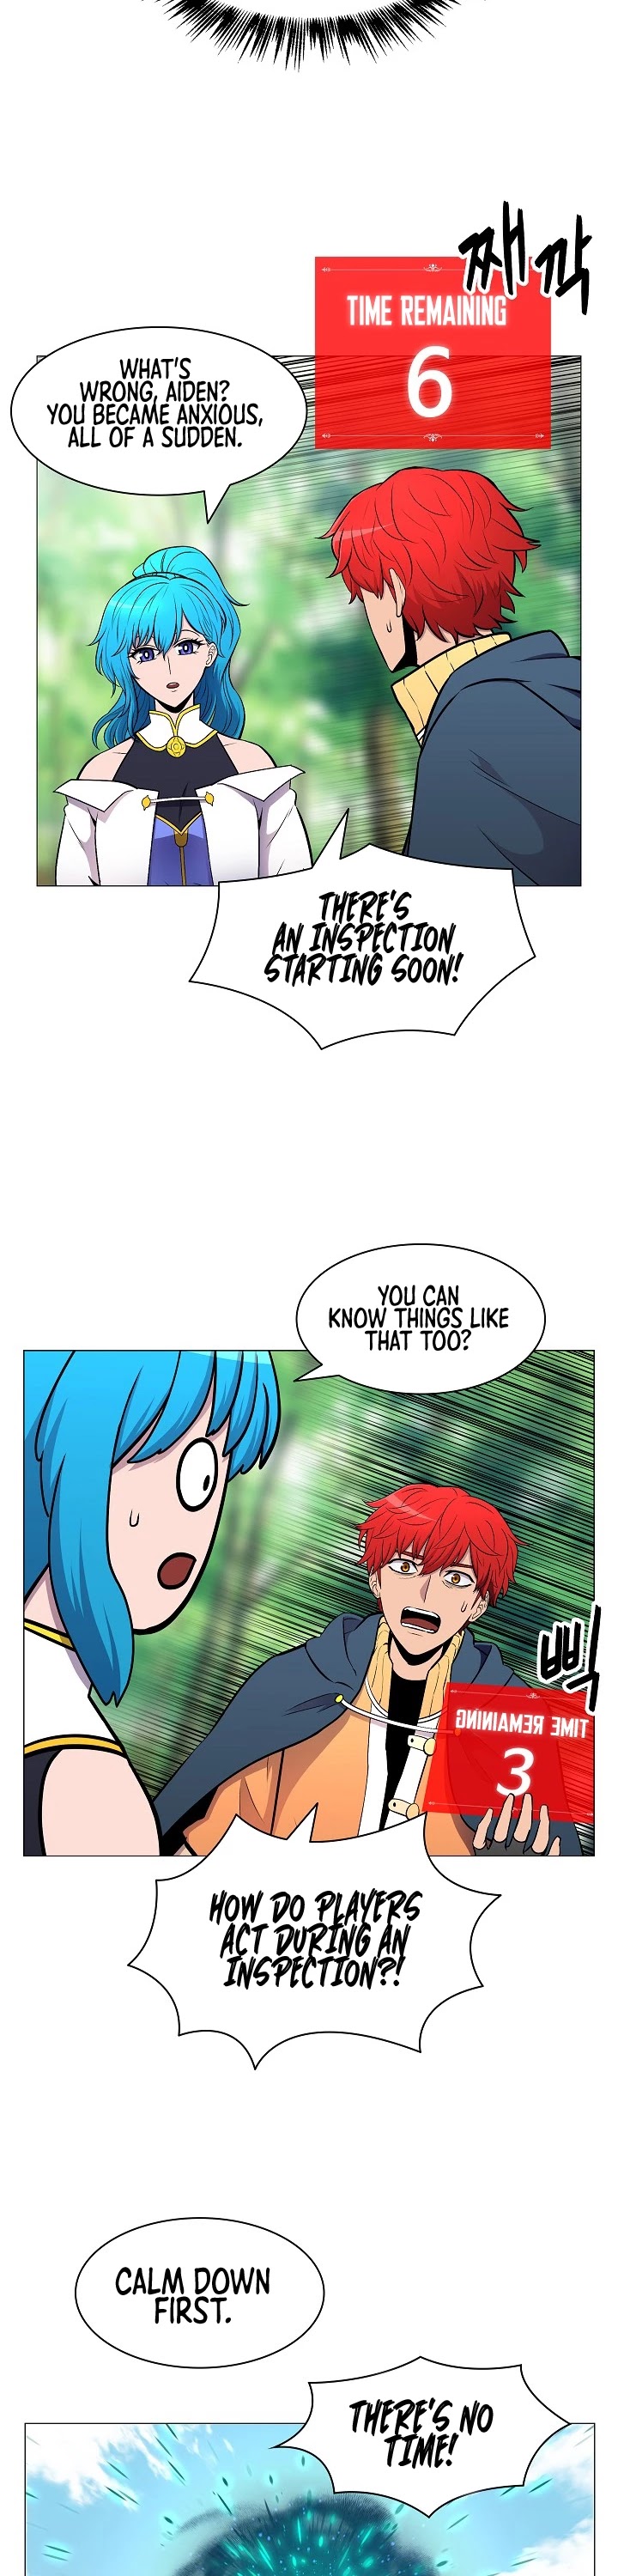 째깍
TIME REMAINING
6
WHAT'S
WRONG, AIDEN?
YOU BECAME ANXIOUS,
ALL OF A SUDDEN.
THERE'S
AN INSPECTION
STARTING SOON!
YOU CAN
KNOW THINGS LIKE
THAT TOO?
삑
TIME REMAINING
3
HOW DO PLAYERS
ACT DURING AN
INSPECTION?!
CALM DOWN
FIRST.
THERE'S NO
TIME!